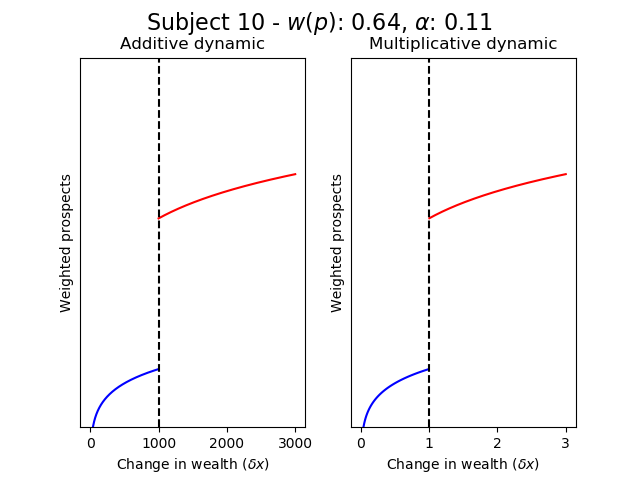 Subject 10 - w(p): 0.64, α: 0.11
Additive dynamic
Weighted prospects
0 1000 2000 3000
Change in wealth (δx)
Multiplicative dynamic
Weighted prospects
0 1 2 3
Change in wealth (δx)